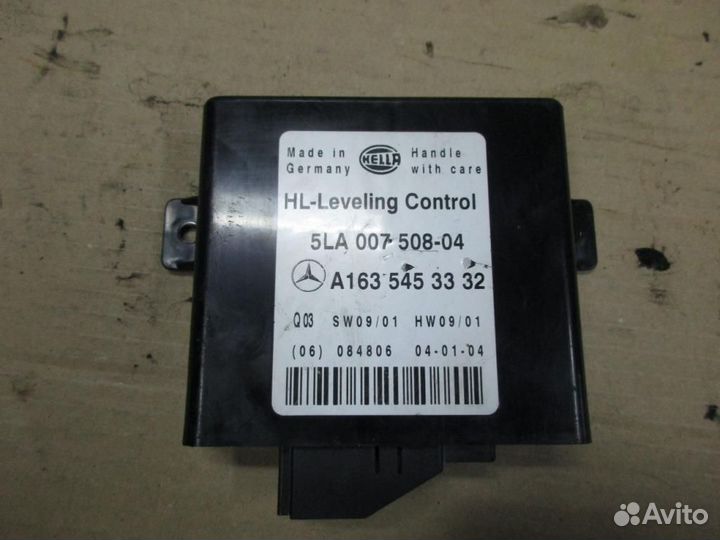 Made in Germany
HELLA
Handle with care
HL-Leveling Control
5LA 007 508-04
A163 545 33 32
Q03 SW09/01 HW09/01
(06) 084806 04-01-04
Avito